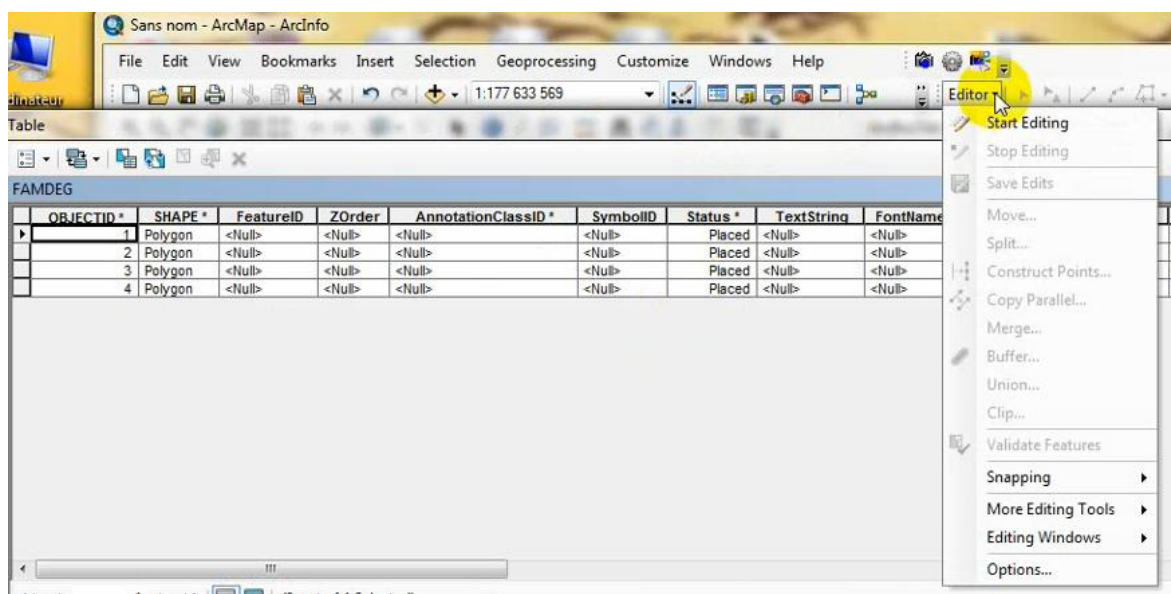 Sans nom - ArcMap - ArcInfo
File Edit View Bookmarks Insert Selection Geoprocessing Customize Windows Help
1:177 633 569
Editor
Table
FAMDEG
OBJECTID * SHAPE * FeatureID ZOrder AnnotationClassID * SymbolID Status * TextString FontName
1 Polygon <Null> <Null> <Null> <Null> Placed <Null> <Null>
2 Polygon <Null> <Null> <Null> <Null> Placed <Null> <Null>
3 Polygon <Null> <Null> <Null> <Null> Placed <Null> <Null>
4 Polygon <Null> <Null> <Null> <Null> Placed <Null> <Null>
Start Editing
Stop Editing
Save Edits
Move...
Split...
Construct Points...
Copy Parallel...
Merge...
Buffer...
Union...
Clip...
Validate Features
Snapping
More Editing Tools
Editing Windows
Options...